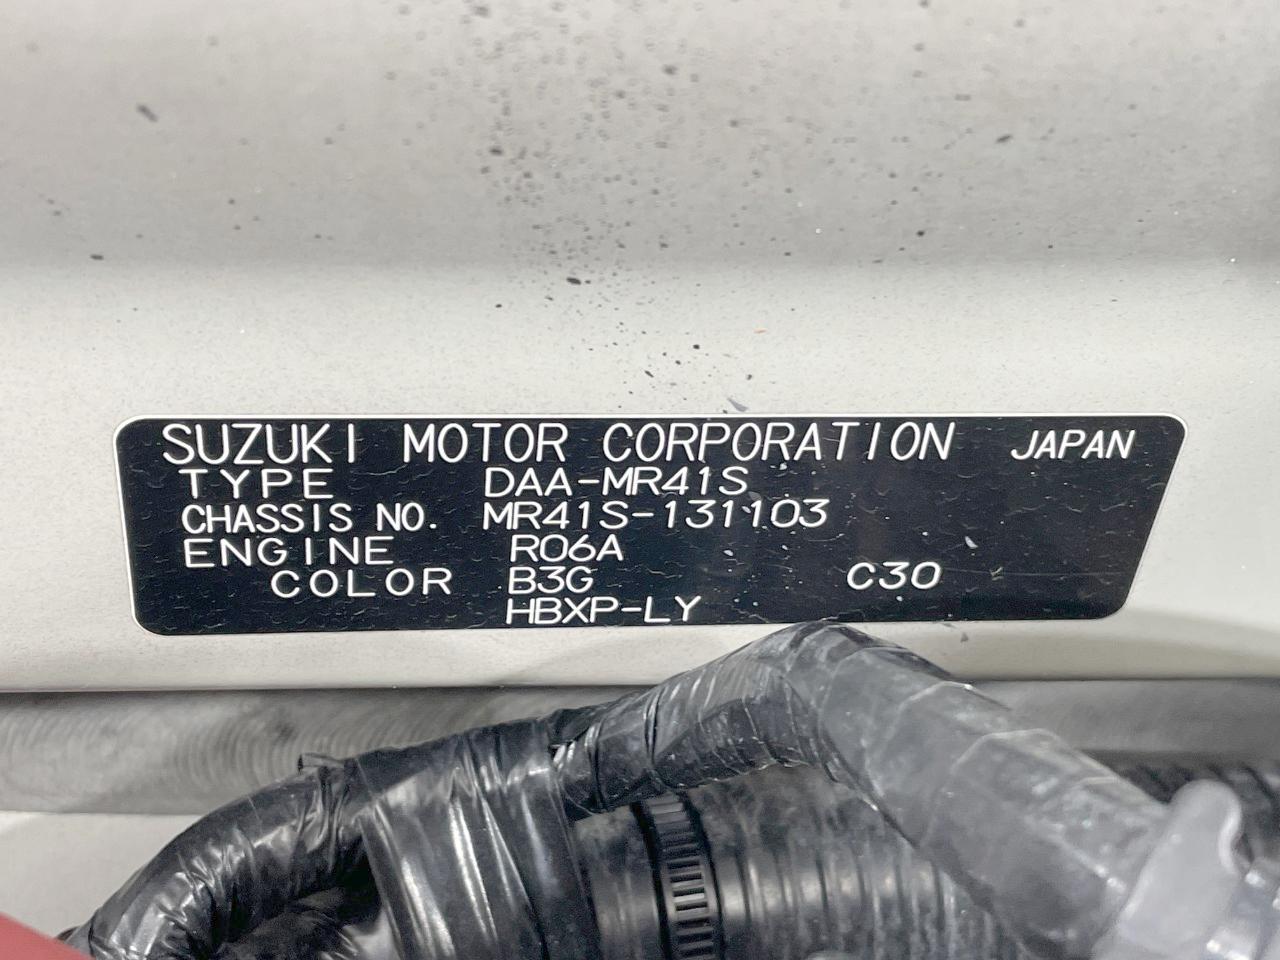 SUZUKI MOTOR CORPORATION JAPAN
TYPE DAA-MR41S
CHASSIS NO. MR41S-131103
ENGINE R06A
COLOR B3G C30
HBXP-LY